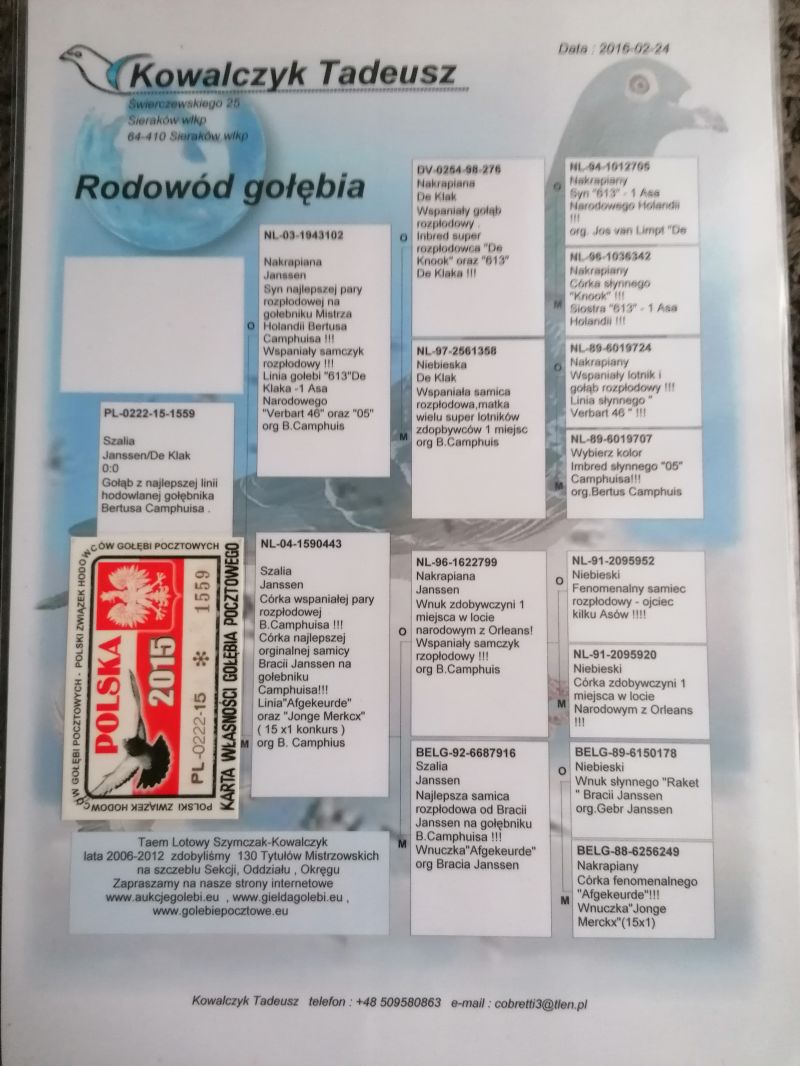 Data : 2016-02-24
Kowalczyk Tadeusz
Świerczewskiego 25
Sieraków wlkp
64-410 Sieraków wlkp
Rodowód gołębia
PL-0222-15-1559
Szalia
Janssen/De Klak
0:0
Gołąb z najlepszej linii
hodowlanej gołębnika
Bertusa Camphuisa .
O
NL-03-1943102
Nakrapiana
Janssen
Syn najlepszej pary
rozpłodowej na
gołebniku Mistrza
Holandii Bertusa
Camphuisa !!!
Wspaniały samczyk
rozpłodowy !!!
Linia gołebi "613"De
Klaka -1 Asa
Narodowego
"Verbart 46" oraz "05"
org B.Camphuis
M
NL-04-1590443
Szalia
Janssen
Córka wspaniałej pary
rozpłodowej
B.Camphuisa !!!
Córka najlepszej
orginalnej samicy
Bracii Janssen na
gołebniku
Camphuisa!!!
Linia"Afgekeurde"
oraz "Jonge Merkcx"
( 15 x1 konkurs )
org B. Camphius
O
DV-0254-98-276
Nakrapiana
De Klak
Wspaniały gołąb
rozpłodowy .
Inbred super
rozpłodowca "De
Knook" oraz "613"
De Klaka !!!
M
NL-97-2561358
Niebieska
De Klak
Wspaniała samica
rozpłodowa,matka
wielu super lotników
zdopbywców 1 miejsc
org B.Camphuis
O
NL-96-1622799
Nakrapiana
Janssen
Wnuk zdobywczyni 1
miejsca w locie
narodowym z Orleans!
Wspaniały samczyk
rzopłodowy !!!
org B.Camphuis
M
BELG-92-6687916
Szalia
Janssen
Najlepsza samica
rozpłodowa od Bracii
Janssen na gołębniku
B.Camphuisa !!!
Wnuczka"Afgekeurde"
org Bracia Janssen
O
NL-94-1012705
Nakrapiany
Syn "613" - 1 Asa
Narodowego Holandii
!!!
org. Jos van Limpt "De
M
NL-96-1036342
Nakrapiany
Córka słynnego
"Knook" !!!
Siostra "613" - 1 Asa
Holandii !!!
O
NL-89-6019724
Nakrapiany
Wspaniały lotnik i
gołąb rozpłodowy !!!
Linia słynnego "
Verbart 46 " !!!
M
NL-89-6019707
Wybierz kolor
Imbred słynnego "05"
Camphuisa!!!
org.Bertus Camphuis
O
NL-91-2095952
Niebieski
Fenomenalny samiec
rozpłodowy - ojciec
kilku Asów !!!!
M
NL-91-2095920
Niebieski
Córka zdobywczyni 1
miejsca w locie
Narodowym z Orleans
!!!
O
BELG-89-6150178
Niebieski
Wnuk słynnego "Raket
" Bracii Janssen
org.Gebr Janssen
M
BELG-88-6256249
Nakrapiany
Córka fenomenalnego
"Afgekeurde"!!!
Wnuczka"Jonge
Merckx"(15x1)
POLSKI ZWIĄZEK HODOWCÓW GOŁĘBI POCZTOWYCH - POLSKI ZWIĄZEK HODOWCÓW GOŁĘBI POCZTOWYCH
POLSKA
2015
PL-0222-15 * 1559
KARTA WŁASNOŚCI GOŁĘBIA POCZTOWEGO
Taem Lotowy Szymczak-Kowalczyk
lata 2006-2012 zdobyliśmy 130 Tytułów Mistrzowskich
na szczeblu Sekcji, Oddziału , Okręgu
Zapraszamy na nasze strony internetowe
www.aukcjegolebi.eu , www.gieldagolebi.eu ,
www.golebiepocztowe.eu
Kowalczyk Tadeusz telefon : +48 509580863 e-mail : cobretti3@tlen.pl